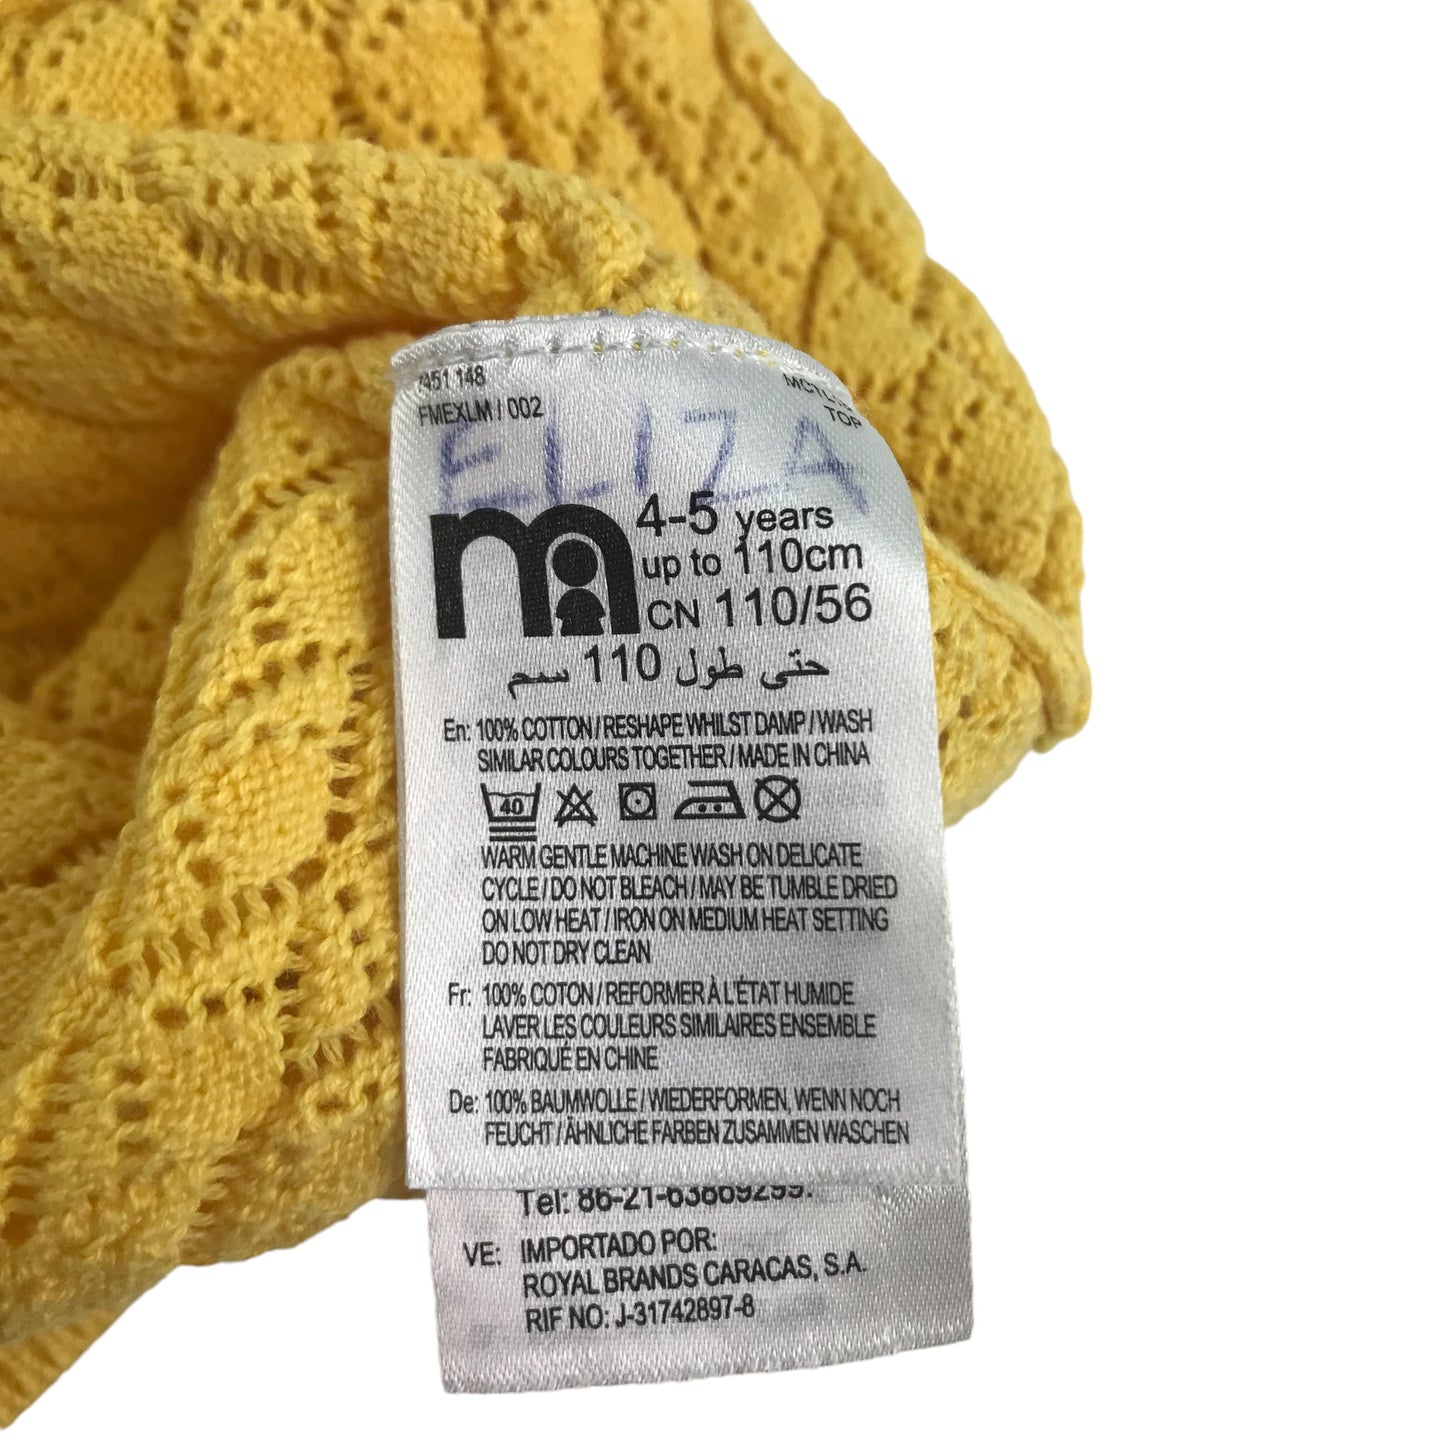 451 148
FMEXLM / 002
TOP
ELIZA
4-5 years
up to 110cm
CN 110/56
حتى طول 110 سم
En: 100% COTTON / RESHAPE WHILST DAMP / WASH
SIMILAR COLOURS TOGETHER / MADE IN CHINA
40
WARM GENTLE MACHINE WASH ON DELICATE
CYCLE / DO NOT BLEACH / MAY BE TUMBLE DRIED
ON LOW HEAT / IRON ON MEDIUM HEAT SETTING
DO NOT DRY CLEAN
Fr: 100% COTON / REFORMER À L'ÉTAT HUMIDE
LAVER LES COULEURS SIMILAIRES ENSEMBLE
FABRIQUÉ EN CHINE
De: 100% BAUMWOLLE / WIEDERFORMEN, WENN NOCH
FEUCHT / ÄHNLICHE FARBEN ZUSAMMEN WASCHEN
Tel: 86-21-63869299.
VE: IMPORTADO POR:
ROYAL BRANDS CARACAS, S.A.
RIF NO: J-31742897-8